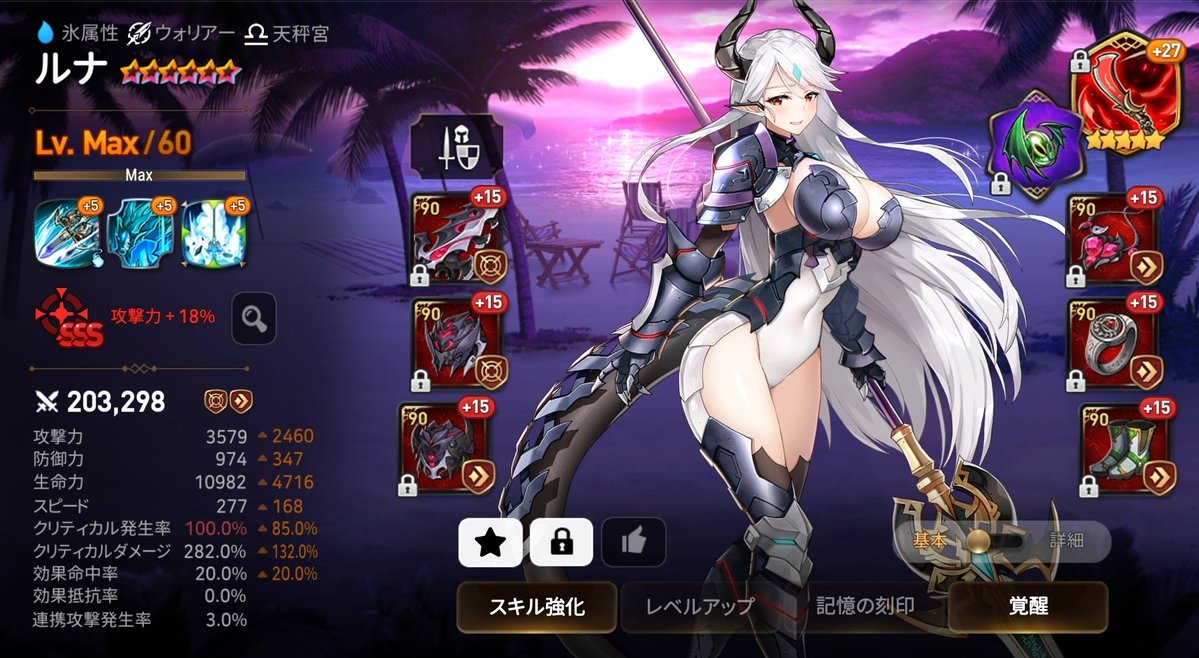 氷属性 ウォリアー 天秤宮
ルナ
Lv. Max/60
Max
+5 +5 +5
SSS 攻撃力+18%
203,298
攻撃力 3579 2460
防御力 974 347
生命力 10982 4716
スピード 277 168
クリティカル発生率 100.0% 85.0%
クリティカルダメージ 282.0% 132.0%
効果命中率 20.0% 20.0%
効果抵抗率 0.0%
連携攻撃発生率 3.0%
90 +15
90 +15
90 +15
+27
90 +15
90 +15
90 +15
基本 詳細
スキル強化 レベルアップ 記憶の刻印 覚醒